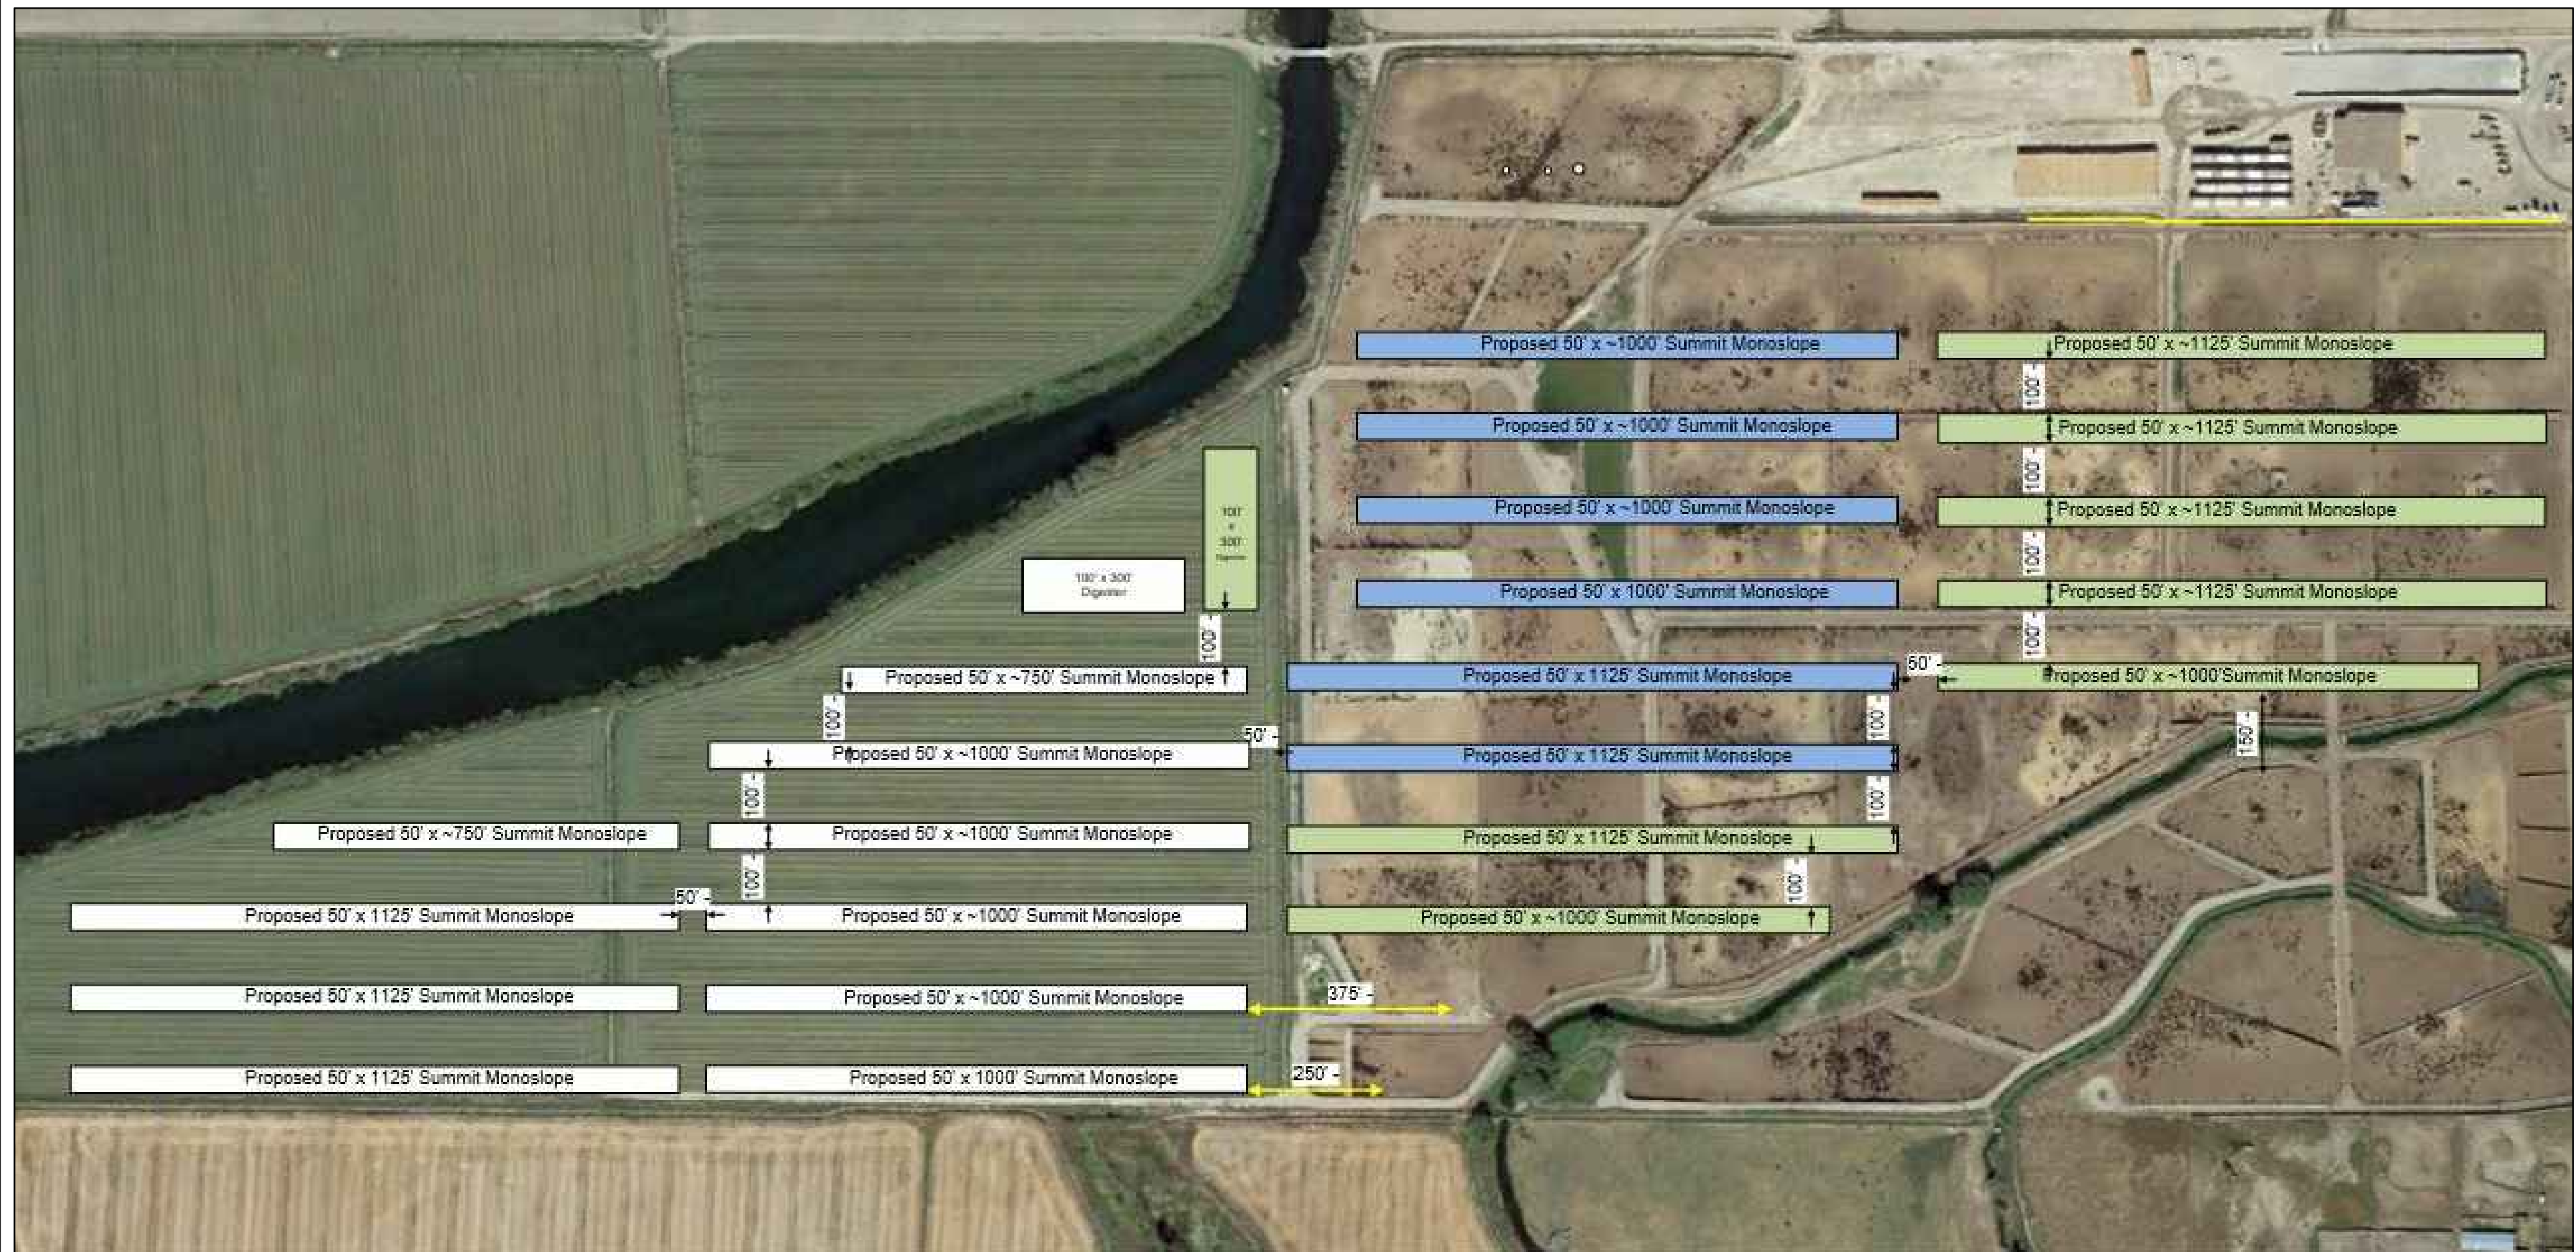 Proposed 50' x ~1000' Summit Monoslope
Proposed 50' x ~1125' Summit Monoslope
100' -
Proposed 50' x ~1000' Summit Monoslope
Proposed 50' x ~1125' Summit Monoslope
100' -
Proposed 50' x ~1000' Summit Monoslope
Proposed 50' x ~1125' Summit Monoslope
100'
x
300'
100' -
100' x 300'
Digester
Proposed 50' x 1000' Summit Monoslope
Proposed 50' x ~1125' Summit Monoslope
100' -
100' -
Proposed 50' x ~750' Summit Monoslope
Proposed 50' x 1125' Summit Monoslope
50' -
Proposed 50' x ~1000'Summit Monoslope
100' -
100' -
150' -
50' -
Proposed 50' x ~1000' Summit Monoslope
Proposed 50' x 1125' Summit Monoslope
100' -
100' -
Proposed 50' x ~750' Summit Monoslope
Proposed 50' x ~1000' Summit Monoslope
Proposed 50' x 1125' Summit Monoslope
100' -
100' -
50' -
Proposed 50' x 1125' Summit Monoslope
Proposed 50' x ~1000' Summit Monoslope
Proposed 50' x ~1000' Summit Monoslope
Proposed 50' x 1125' Summit Monoslope
Proposed 50' x ~1000' Summit Monoslope
375' -
Proposed 50' x 1125' Summit Monoslope
Proposed 50' x 1000' Summit Monoslope
250' -